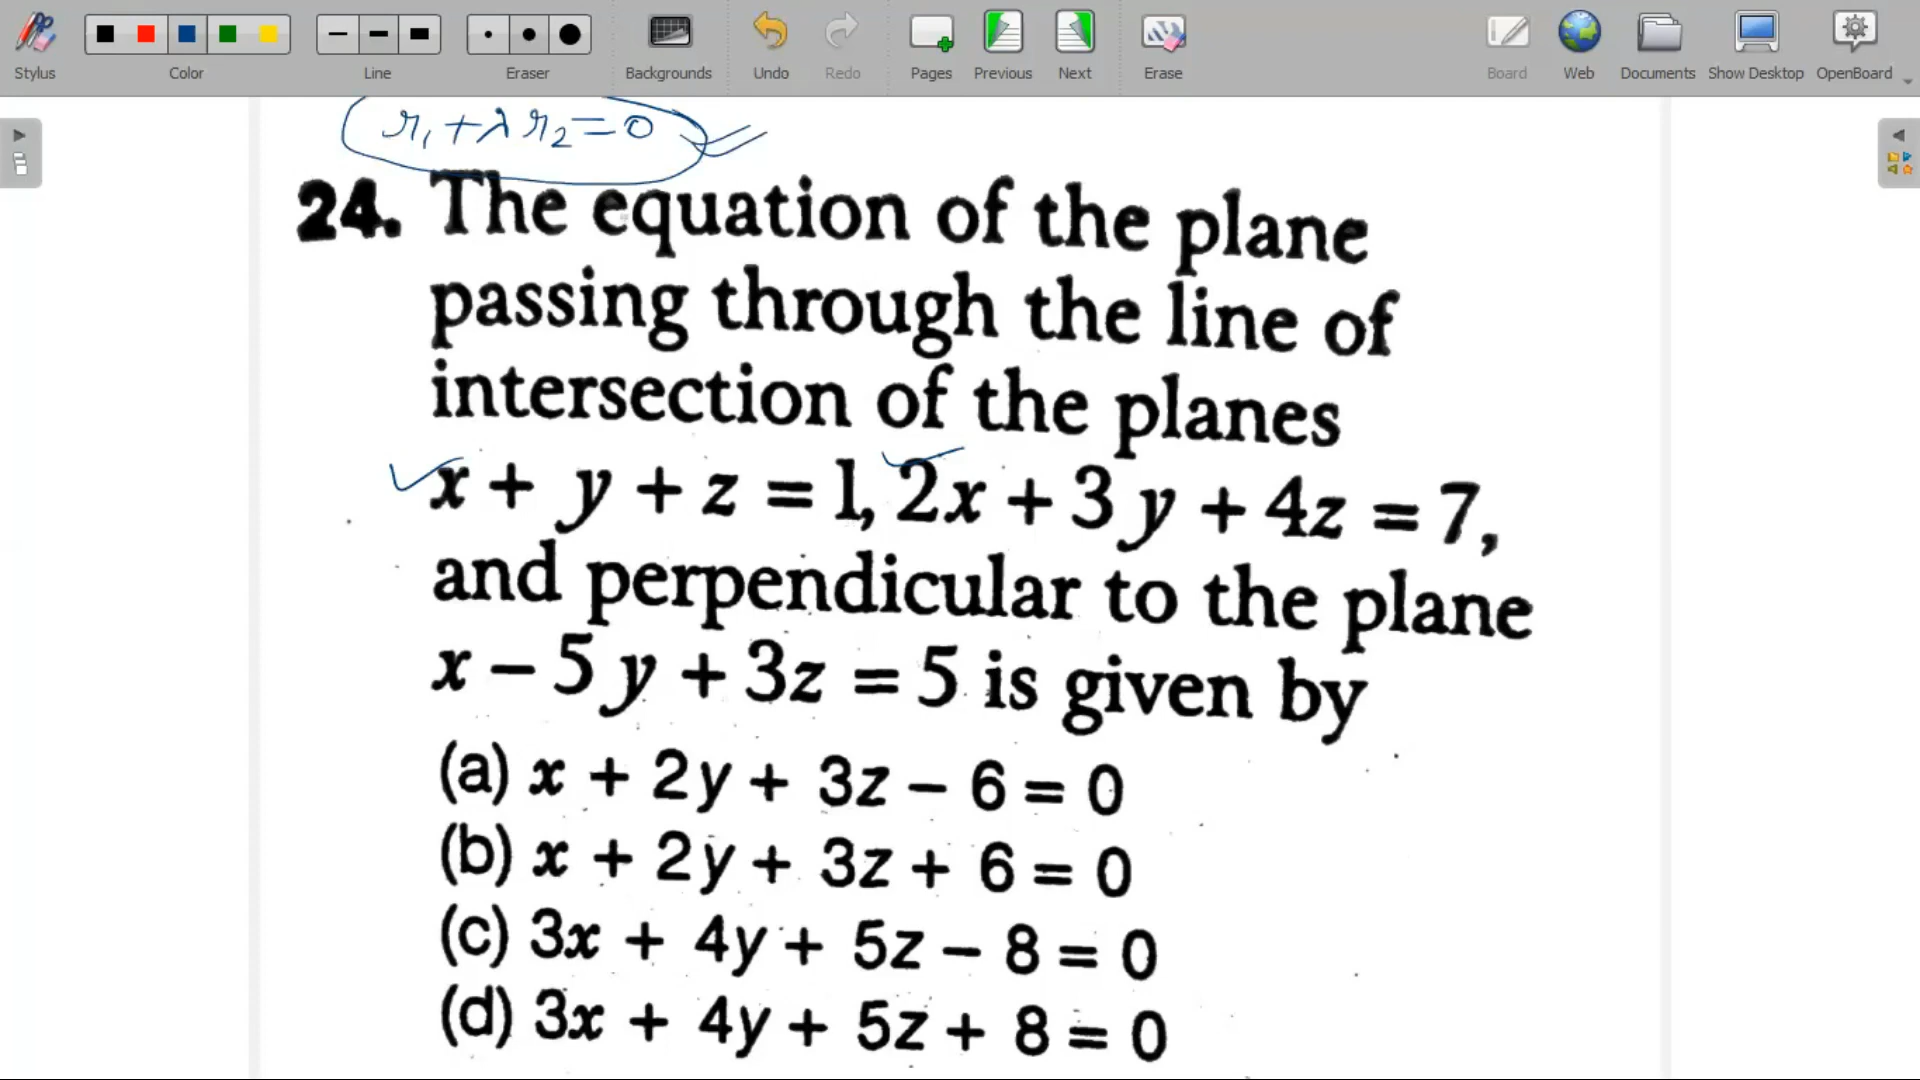 Stylus Color Line Eraser Backgrounds Undo Redo Pages Previous Next Erase Board Web Documents Show Desktop OpenBoard
r₁ + λ r₂ = 0
24. The equation of the plane
passing through the line of
intersection of the planes
x + y + z = 1, 2x + 3y + 4z = 7,
and perpendicular to the plane
x − 5y + 3z = 5 is given by
(a) x + 2y + 3z − 6 = 0
(b) x + 2y + 3z + 6 = 0
(c) 3x + 4y + 5z − 8 = 0
(d) 3x + 4y + 5z + 8 = 0